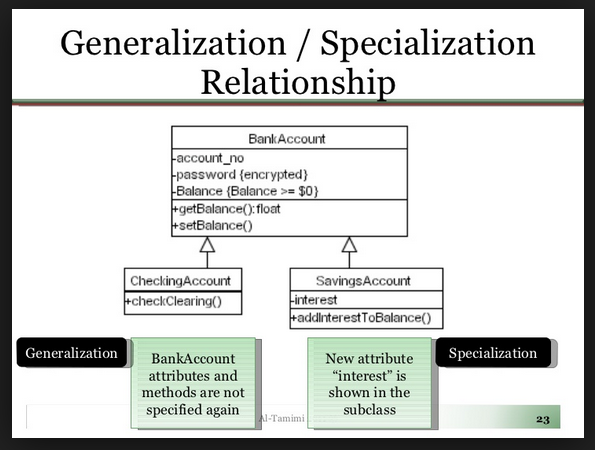 Generalization / Specialization
Relationship
BankAccount
-account_no
-password {encrypted}
-Balance {Balance >= $0}
+getBalance():float
+setBalance()
CheckingAccount
+checkClearing()
SavingsAccount
-interest
+addInterestToBalance()
Generalization
BankAccount
attributes and
methods are not
specified again
New attribute
“interest” is
shown in the
subclass
Specialization
Al-Tamimi
23